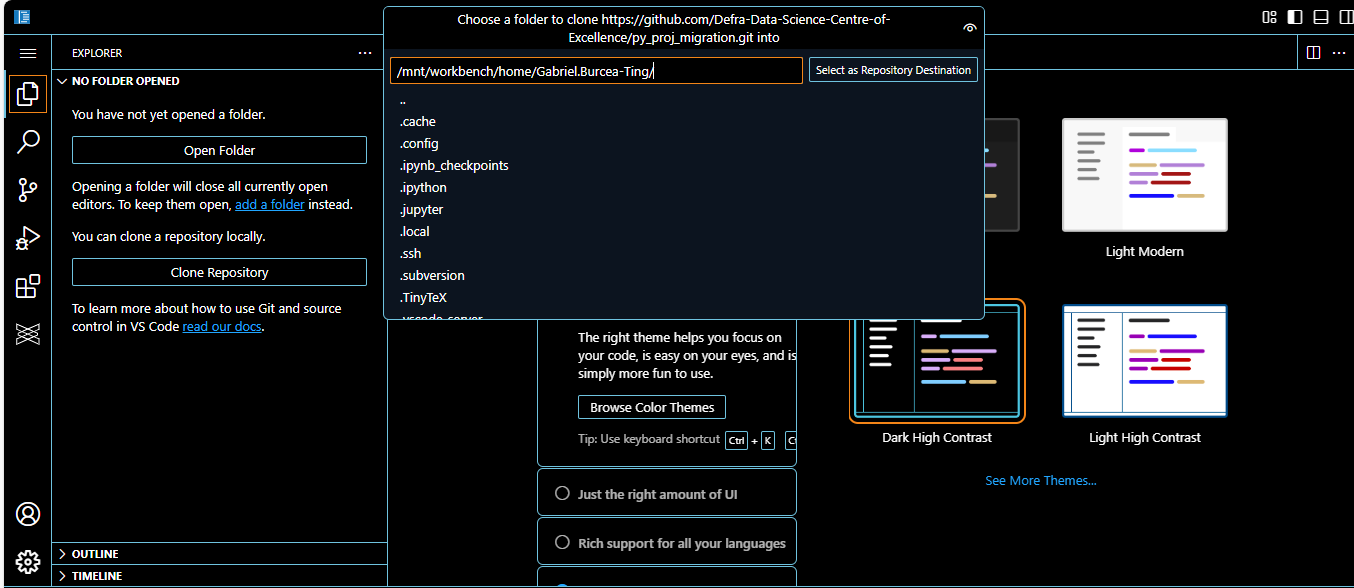 Choose a folder to clone https://github.com/Defra-Data-Science-Centre-of-
Excellence/py_proj_migration.git into
/mnt/workbench/home/Gabriel.Burcea-Ting/
Select as Repository Destination
..
.cache
.config
.ipynb_checkpoints
.ipython
.jupyter
.local
.ssh
.subversion
.TinyTeX
.vscode-server
EXPLORER
NO FOLDER OPENED
You have not yet opened a folder.
Open Folder
Opening a folder will close all currently open
editors. To keep them open, add a folder instead.
You can clone a repository locally.
Clone Repository
To learn more about how to use Git and source
control in VS Code read our docs.
OUTLINE
TIMELINE
The right theme helps you focus on
your code, is easy on your eyes, and is
simply more fun to use.
Browse Color Themes
Tip: Use keyboard shortcut Ctrl + K
Just the right amount of UI
Rich support for all your languages
Light Modern
Dark High Contrast
Light High Contrast
See More Themes...